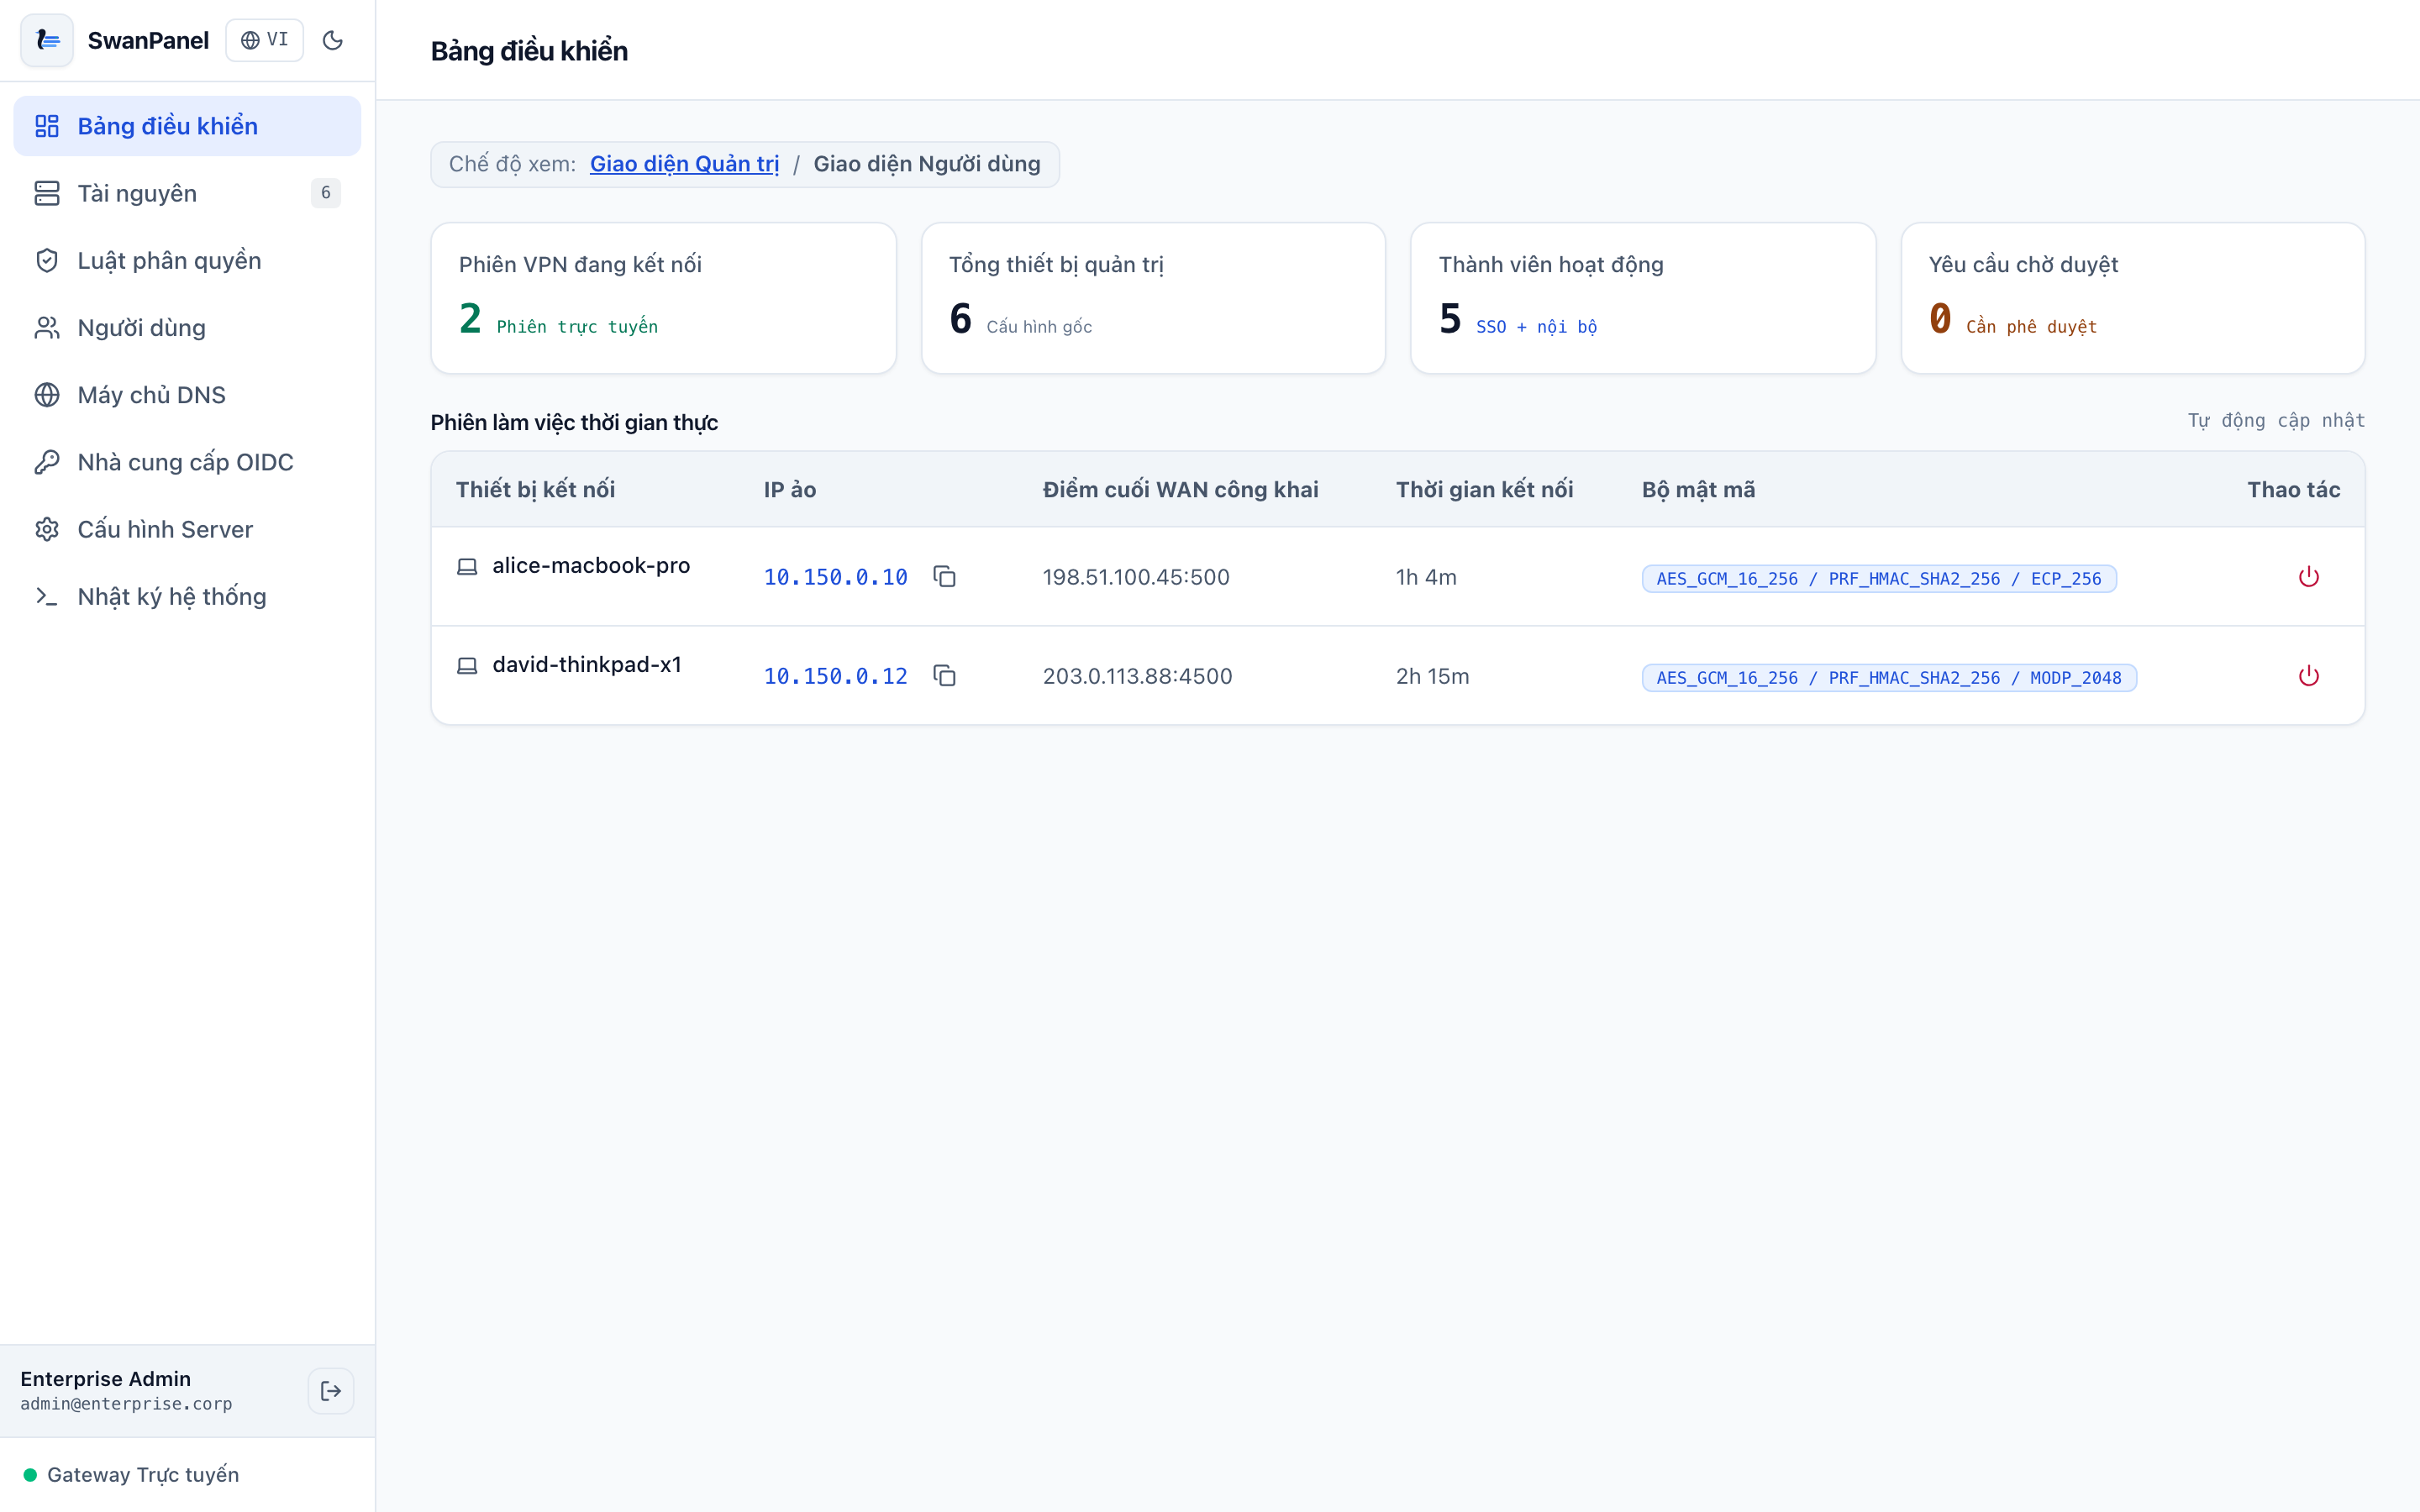 SwanPanel VI
Bảng điều khiển
Tài nguyên 6
Luật phân quyền
Người dùng
Máy chủ DNS
Nhà cung cấp OIDC
Cấu hình Server
Nhật ký hệ thống
Enterprise Admin
admin@enterprise.corp
Gateway Trực tuyến
Bảng điều khiển
Chế độ xem: Giao diện Quản trị / Giao diện Người dùng
Phiên VPN đang kết nối
2 Phiên trực tuyến
Tổng thiết bị quản trị
6 Cấu hình gốc
Thành viên hoạt động
5 SSO + nội bộ
Yêu cầu chờ duyệt
0 Cần phê duyệt
Phiên làm việc thời gian thực Tự động cập nhật
Thiết bị kết nối IP ảo Điểm cuối WAN công khai Thời gian kết nối Bộ mật mã Thao tác
alice-macbook-pro 10.150.0.10 198.51.100.45:500 1h 4m AES_GCM_16_256 / PRF_HMAC_SHA2_256 / ECP_256
david-thinkpad-x1 10.150.0.12 203.0.113.88:4500 2h 15m AES_GCM_16_256 / PRF_HMAC_SHA2_256 / MODP_2048